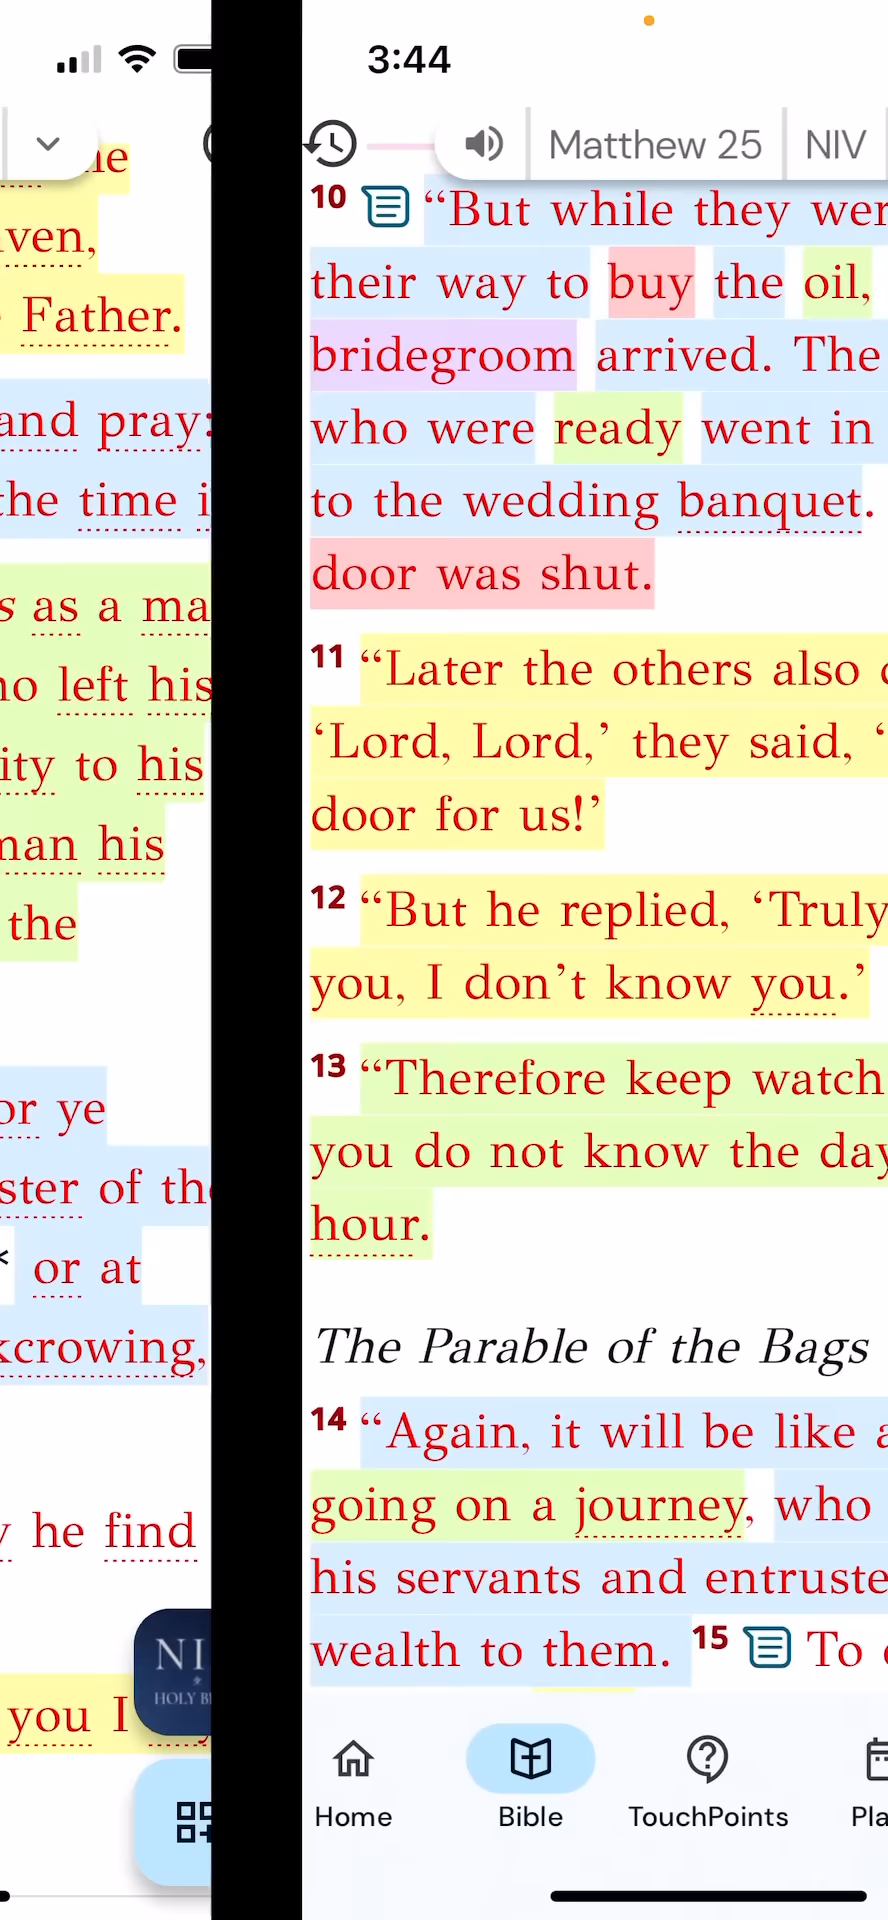 ven,
Father.
and pray:
the time i
as a ma
left his
ity to his
man his
the
or ye
ster of the
or at
kcrowing,
he find
you I
NI
HOLY B
3:44
Matthew 25 NIV
10 “But while they wer
their way to buy the oil,
bridegroom arrived. The
who were ready went in
to the wedding banquet.
door was shut.
11 “Later the others also
‘Lord, Lord,’ they said, ‘
door for us!’
12 “But he replied, ‘Truly
you, I don’t know you.’
13 “Therefore keep watch
you do not know the day
hour.
The Parable of the Bags
14 “Again, it will be like a
going on a journey, who
his servants and entruste
wealth to them. 15 To
Home Bible TouchPoints Pla